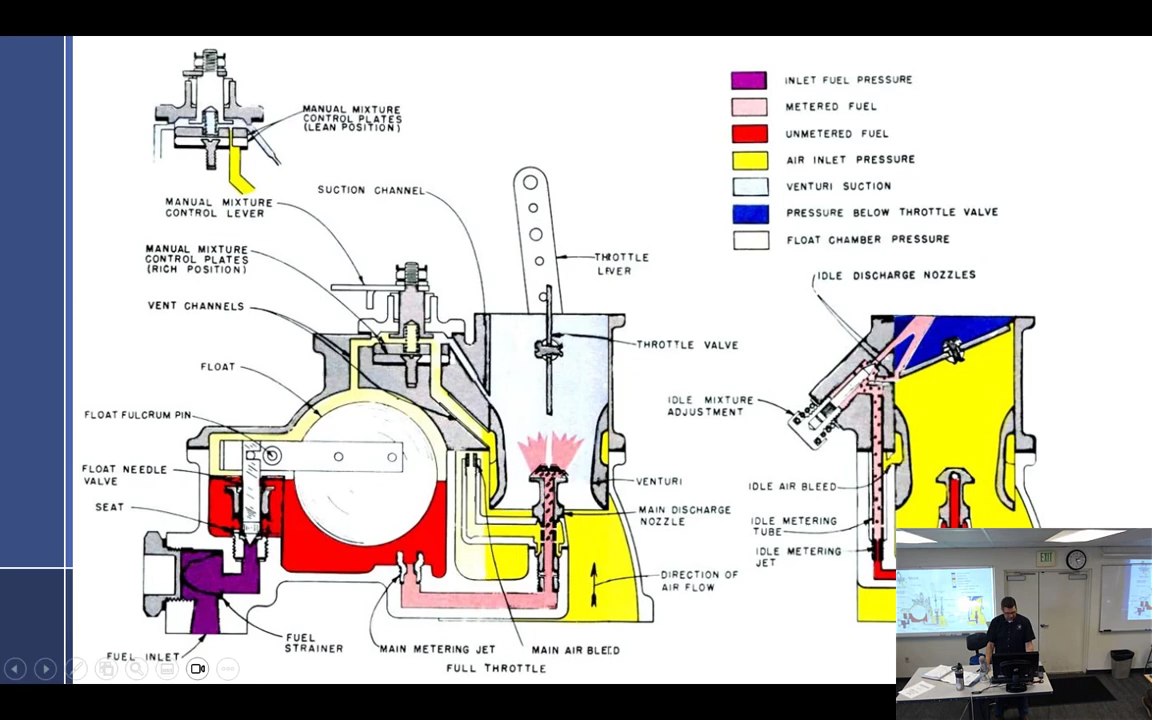 MANUAL MIXTURE
CONTROL PLATES
(LEAN POSITION)
INLET FUEL PRESSURE
METERED FUEL
UNMETERED FUEL
AIR INLET PRESSURE
VENTURI SUCTION
PRESSURE BELOW THROTTLE VALVE
FLOAT CHAMBER PRESSURE
SUCTION CHANNEL
MANUAL MIXTURE
CONTROL LEVER
MANUAL MIXTURE
CONTROL PLATES
(RICH POSITION)
THROTTLE
LEVER
IDLE DISCHARGE NOZZLES
VENT CHANNELS
THROTTLE VALVE
FLOAT
IDLE MIXTURE
ADJUSTMENT
FLOAT FULCRUM PIN
FLOAT NEEDLE
VALVE
VENTURI
IDLE AIR BLEED
SEAT
MAIN DISCHARGE
NOZZLE
IDLE METERING
TUBE
IDLE METERING
JET
DIRECTION OF
AIR FLOW
EXIT
FUEL INLET
FUEL
STRAINER
MAIN METERING JET
MAIN AIR BLEED
FULL THROTTLE